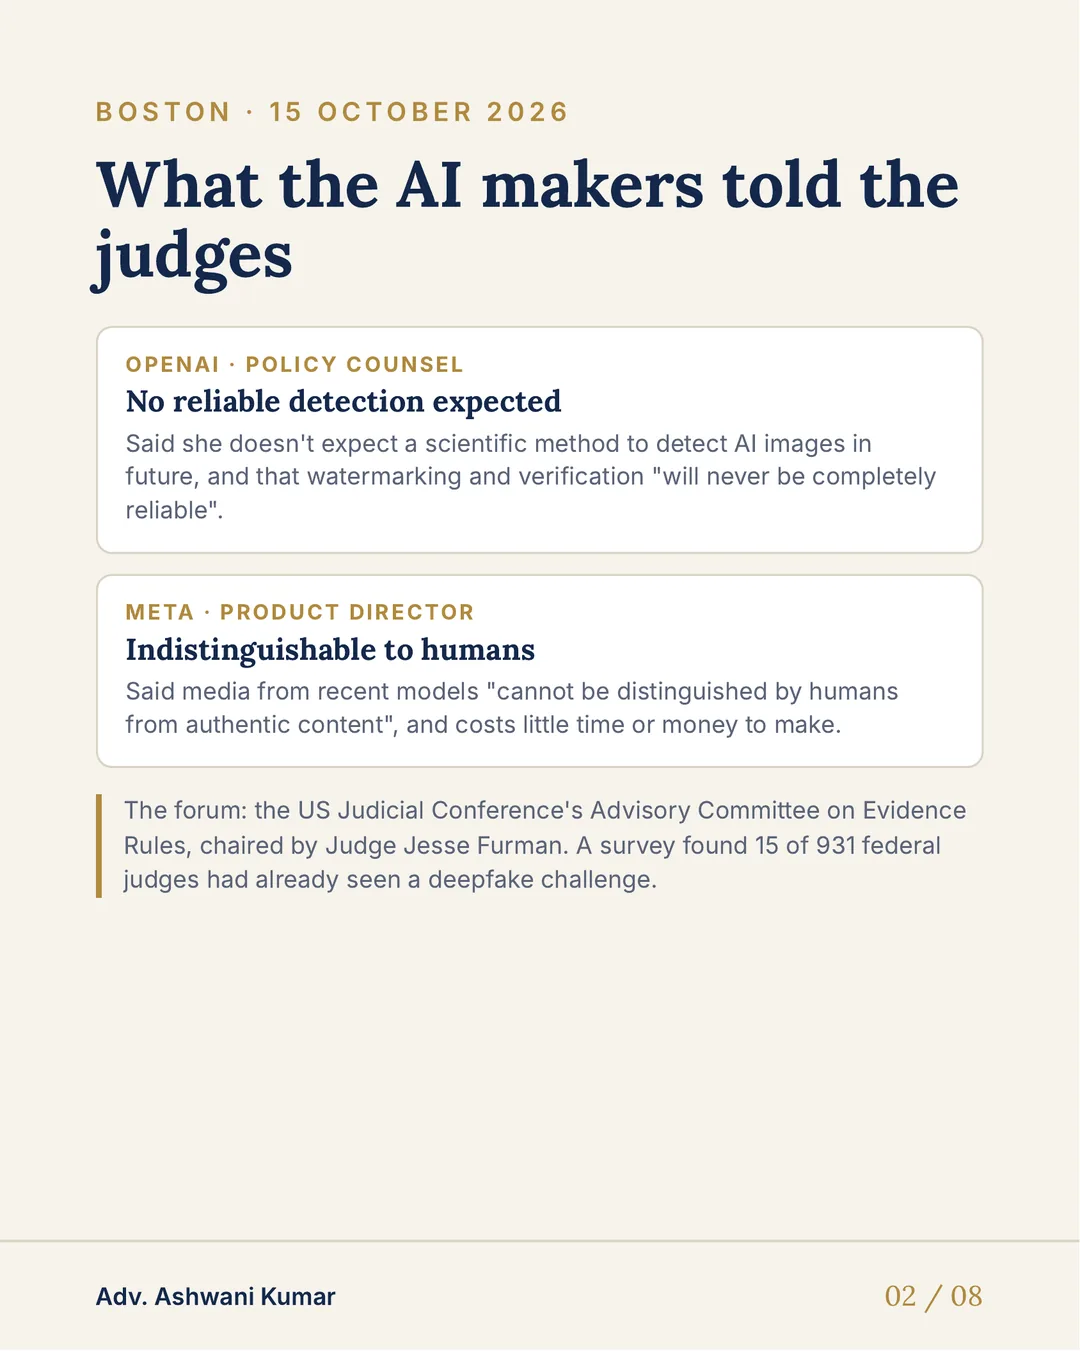 BOSTON · 15 OCTOBER 2026
What the AI makers told the
judges
OPENAI · POLICY COUNSEL
No reliable detection expected
Said she doesn't expect a scientific method to detect AI images in
future, and that watermarking and verification "will never be completely
reliable".
META · PRODUCT DIRECTOR
Indistinguishable to humans
Said media from recent models "cannot be distinguished by humans
from authentic content", and costs little time or money to make.
The forum: the US Judicial Conference's Advisory Committee on Evidence
Rules, chaired by Judge Jesse Furman. A survey found 15 of 931 federal
judges had already seen a deepfake challenge.
Adv. Ashwani Kumar
02 / 08